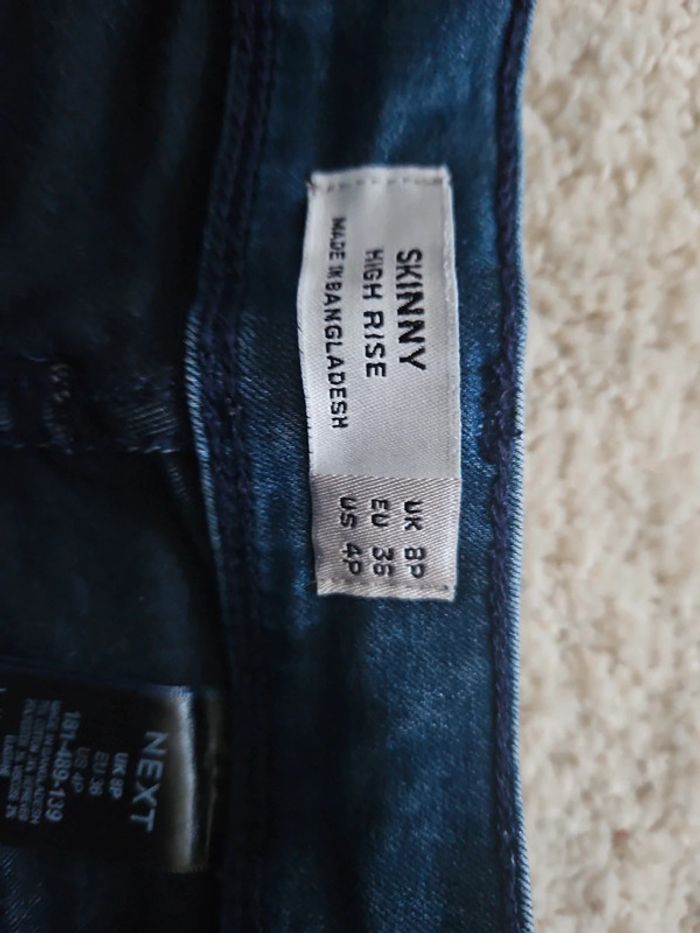 SKINNY
HIGH RISE
MADE IN BANGLADESH
UK 8P
EU 36
US 4P
NEXT
181-489-139
UK 8P
EU 36
US 4P